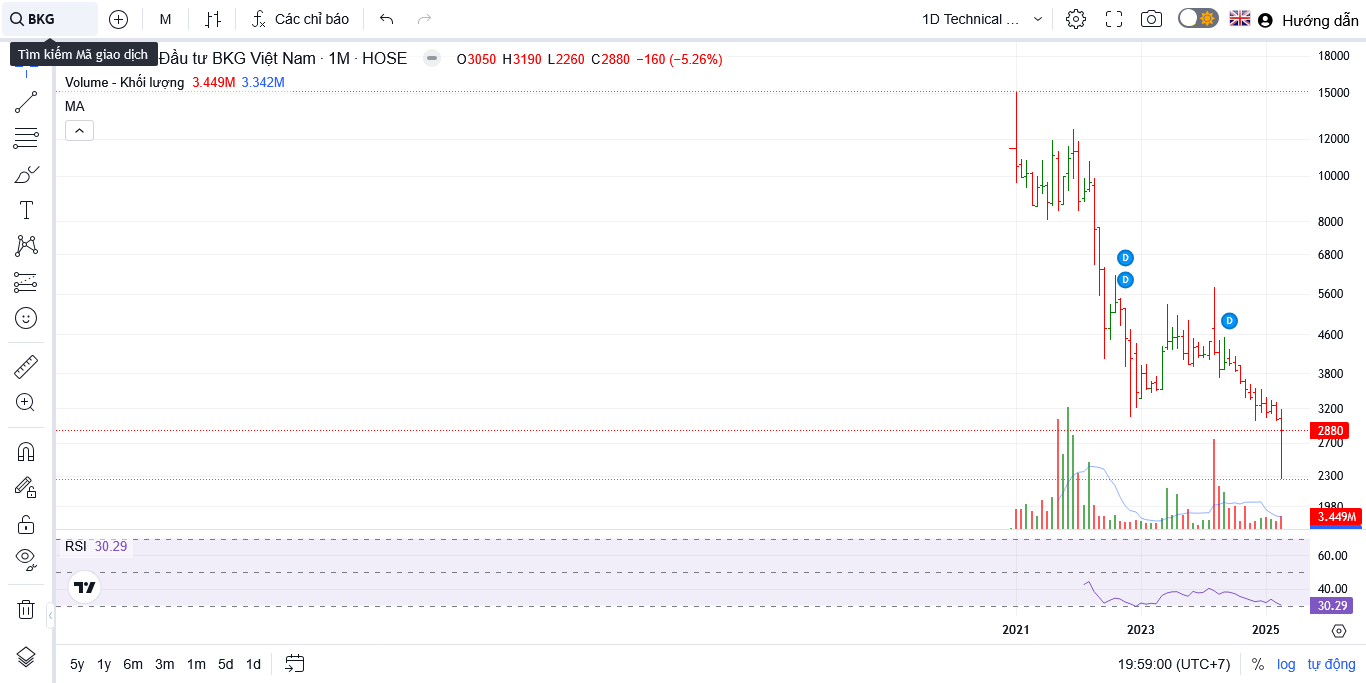 BKG M Các chỉ báo 1D Technical ... Hướng dẫn
Tìm kiếm Mã giao dịch
Đầu tư BKG Việt Nam · 1M · HOSE O3050 H3190 L2260 C2880 −160 (−5.26%)
Volume - Khối lượng 3.449M 3.342M
MA
18000
15000
12000
10000
8000
6800
D
D
5600
D
4600
3800
3200
2880
2700
2300
1980
3.449M
RSI 30.29
60.00
40.00
30.29
2021 2023 2025
5y 1y 6m 3m 1m 5d 1d 19:59:00 (UTC+7) % log tự động